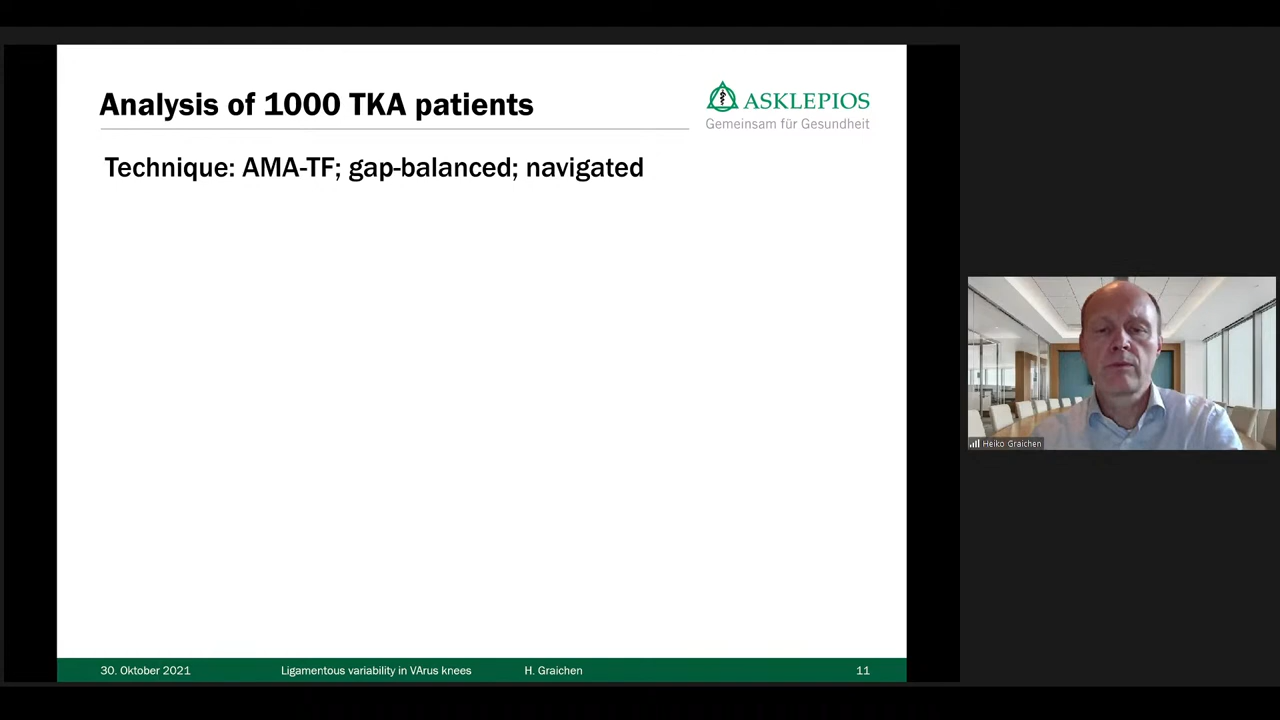 Analysis of 1000 TKA patients
ASKLEPIOS
Gemeinsam für Gesundheit
Technique: AMA-TF; gap-balanced; navigated
Heiko Graichen
30. Oktober 2021 Ligamentous variability in VArus knees H. Graichen 11